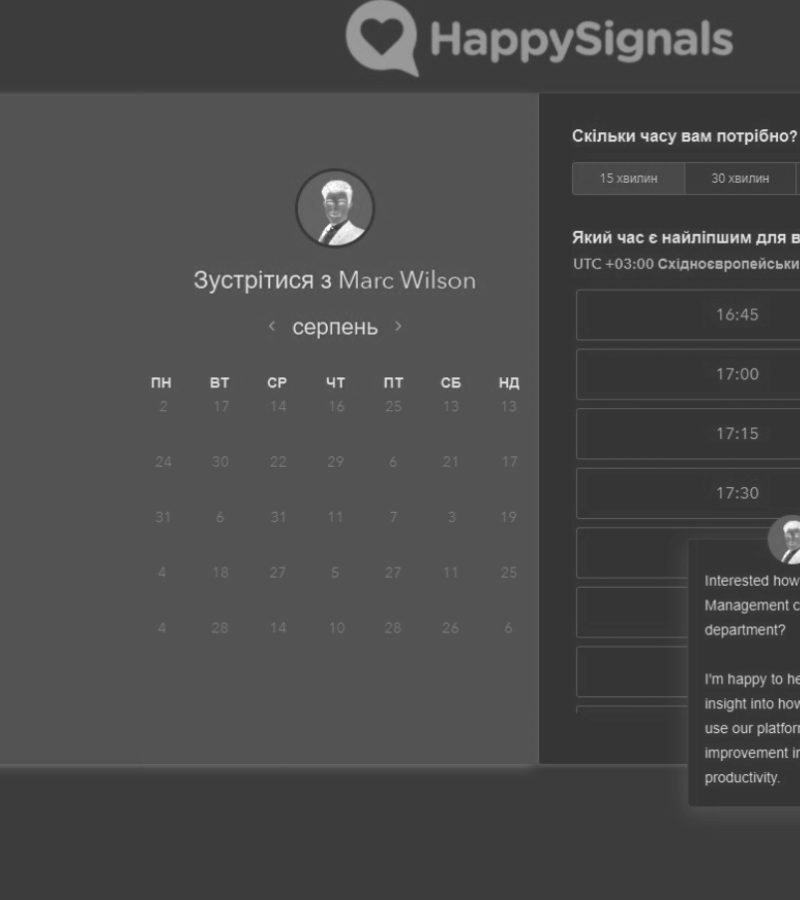 HappySignals
Зустрітися з Marc Wilson
серпень
ПН ВТ СР ЧТ ПТ СБ НД
2 17 14 16 25 13 13
24 30 22 29 6 21 17
31 6 31 11 7 3 19
4 18 27 5 27 11 25
4 28 14 10 28 26 6
Скільки часу вам потрібно?
15 хвилин 30 хвилин
Який час є найліпшим для в
UTC +03:00 Східноєвропейськи
16:45
17:00
17:15
17:30
Interested how
Management c
department?
I'm happy to he
insight into how
use our platfor
improvement in
productivity.